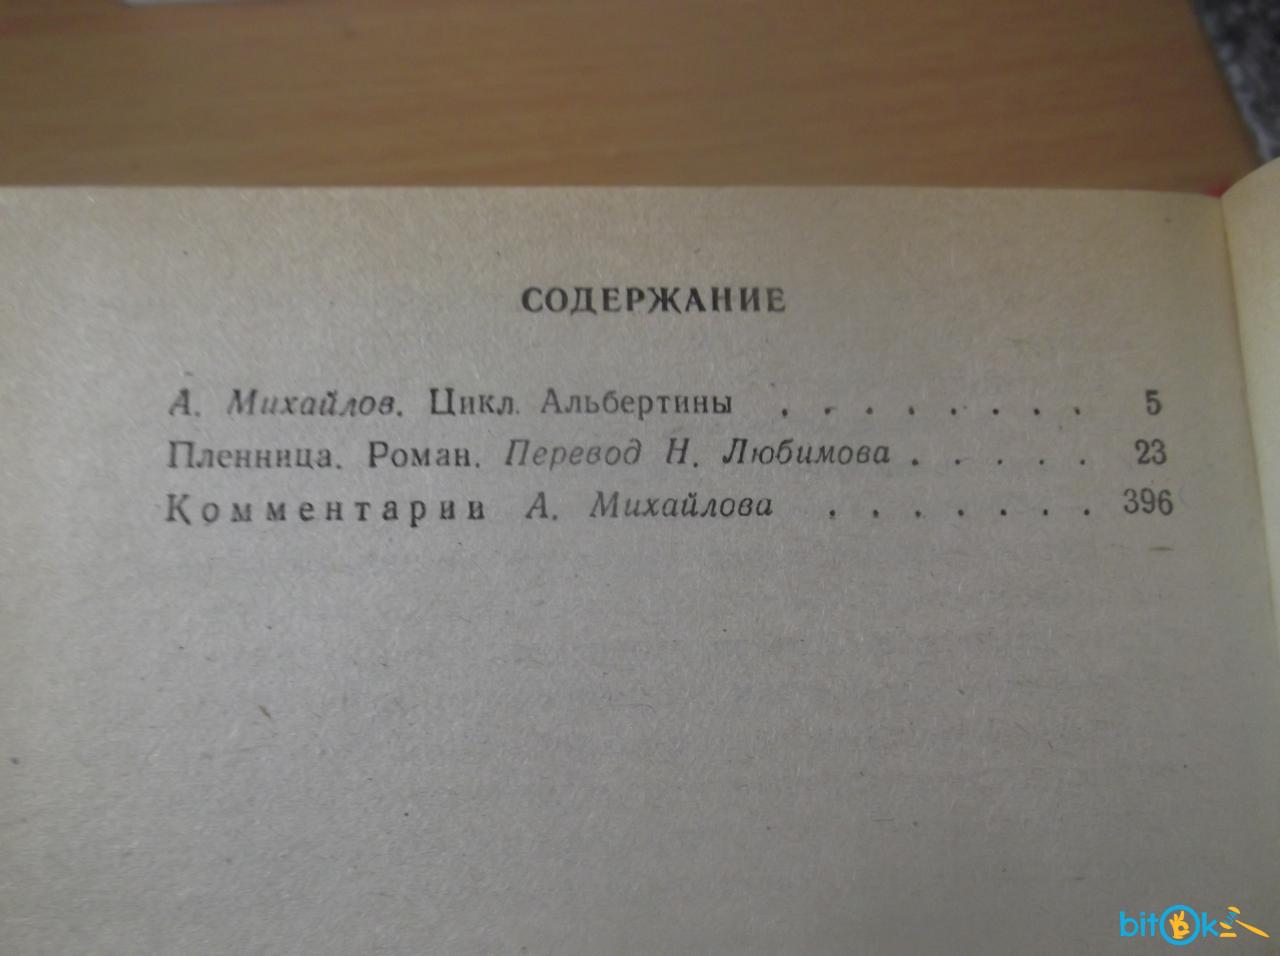 СОДЕРЖАНИЕ
А. Михайлов. Цикл Альбертины . . . . . . . . 5
Пленница. Роман. Перевод Н. Любимова . . . . . 23
Комментарии А. Михайлова . . . . . . . 396
bitOk